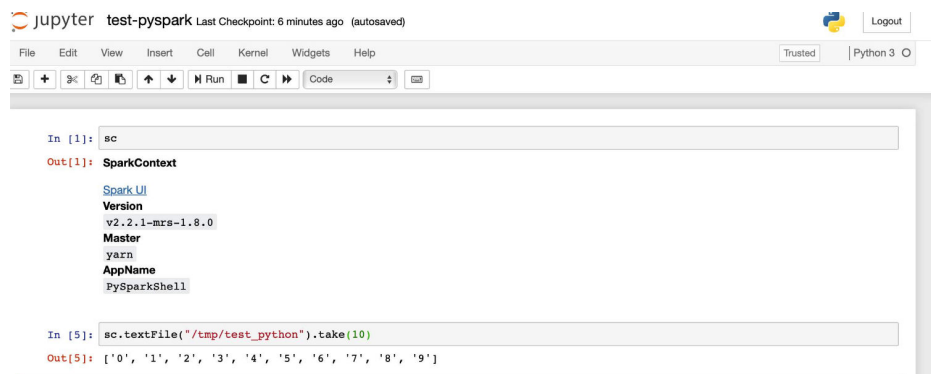 jupyter test-pyspark Last Checkpoint: 6 minutes ago (autosaved) Logout
File Edit View Insert Cell Kernel Widgets Help Trusted Python 3
Run Code
In [1]: sc
Out[1]: SparkContext
Spark UI
Version
v2.2.1-mrs-1.8.0
Master
yarn
AppName
PySparkShell
In [5]: sc.textFile("/tmp/test_python").take(10)
Out[5]: ['0', '1', '2', '3', '4', '5', '6', '7', '8', '9']